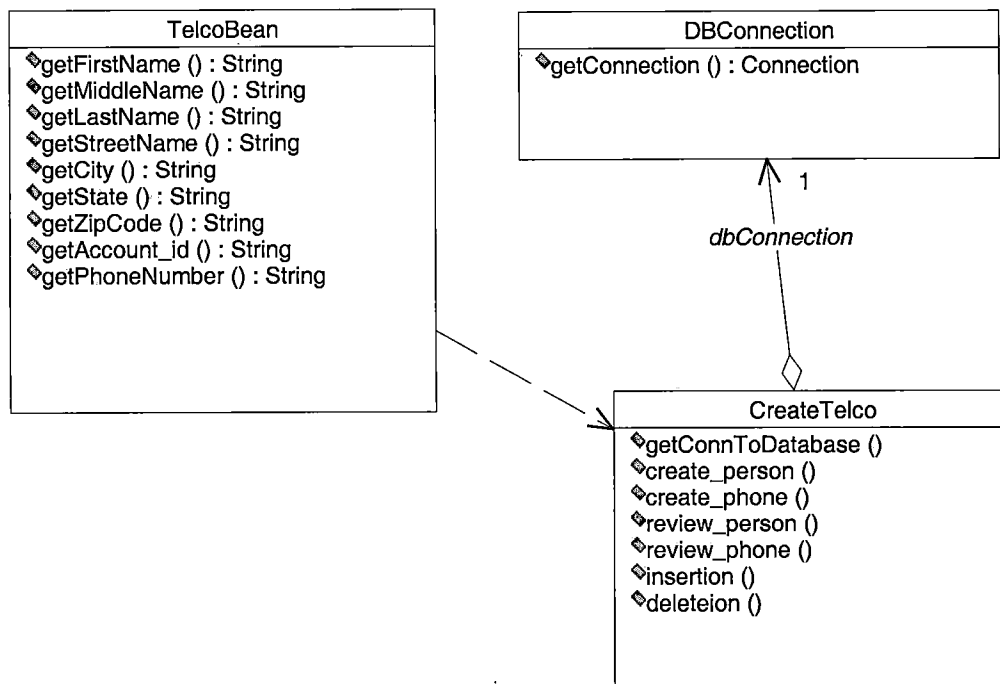 TelcoBean
getFirstName () : String
getMiddleName () : String
getLastName () : String
getStreetName () : String
getCity () : String
getState () : String
getZipCode () : String
getAccount_id () : String
getPhoneNumber () : String
DBConnection
getConnection () : Connection
1
dbConnection
CreateTelco
getConnToDatabase ()
create_person ()
create_phone ()
review_person ()
review_phone ()
insertion ()
deleteion ()